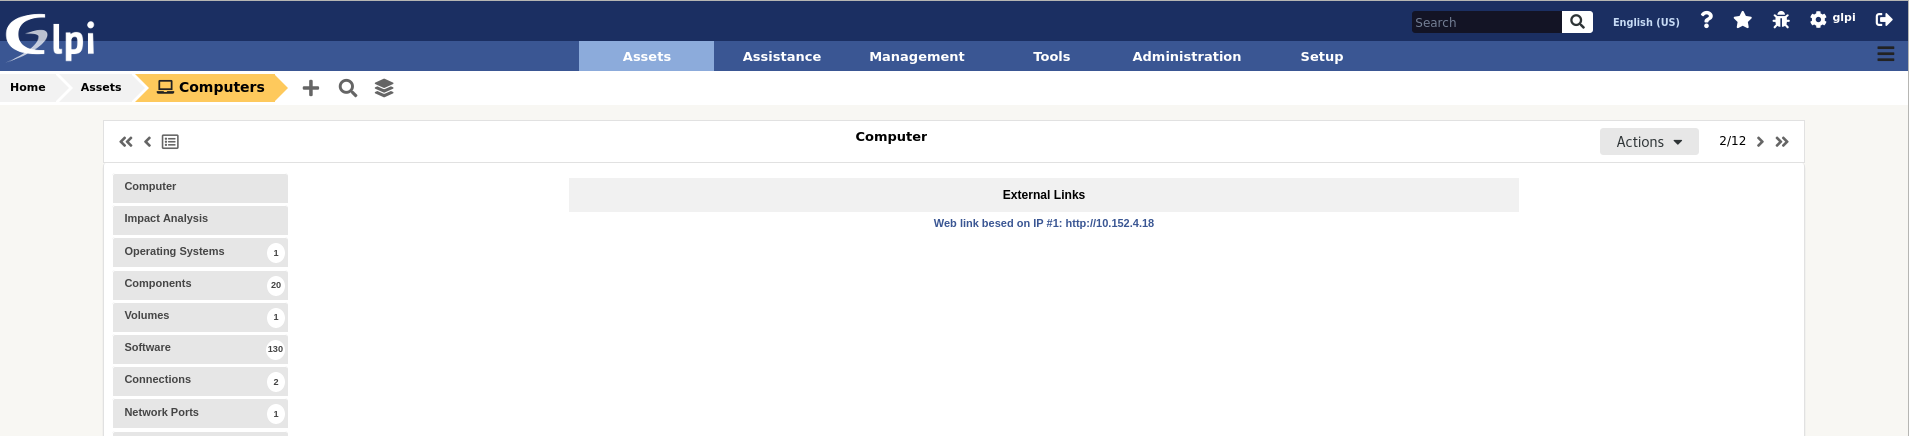 Glpi
Search
English (US)
?
glpi
Assets Assistance Management Tools Administration Setup
Home Assets Computers
Computer
Actions
2/12
Computer
Impact Analysis
Operating Systems 1
Components 20
Volumes 1
Software 130
Connections 2
Network Ports 1
External Links
Web link besed on IP #1: http://10.152.4.18